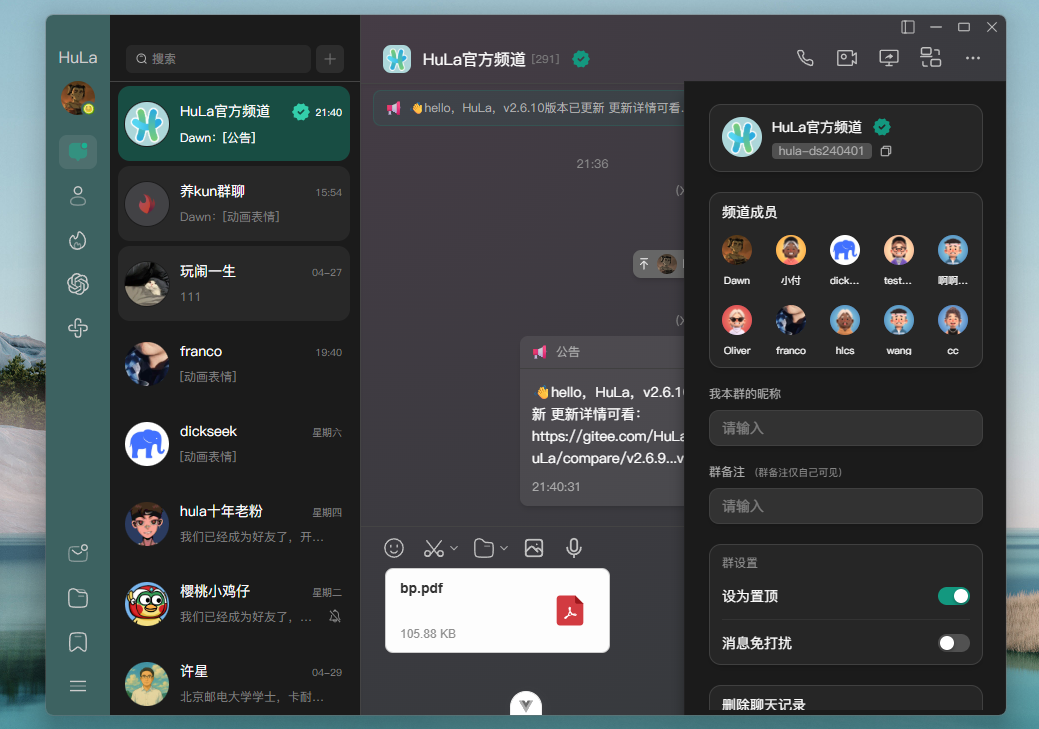 HuLa
搜索
HuLa官方频道
21:40
Dawn：[公告]
养kun群聊
15:54
Dawn：[动画表情]
玩闹一生
04-27
111
franco
19:40
[动画表情]
dickseek
星期六
[动画表情]
hula十年老粉
星期四
我们已经成为好友了，开...
樱桃小鸡仔
星期二
我们已经成为好友了，...
许星
04-29
北京邮电大学学士，卡耐...
HuLa官方频道 [291]
👋hello，HuLa，v2.6.10版本已更新 更新详情可看
21:36
公告
👋hello，HuLa，v2.6.1
新 更新详情可看：
https://gitee.com/HuLa
uLa/compare/v2.6.9...v
21:40:31
bp.pdf
105.88 KB
HuLa官方频道
hula-ds240401
频道成员
Dawn
小付
dick...
test...
啊啊...
Oliver
franco
hlcs
wang
cc
我本群的昵称
请输入
群备注 （群备注仅自己可见）
请输入
群设置
设为置顶
消息免打扰
删除聊天记录